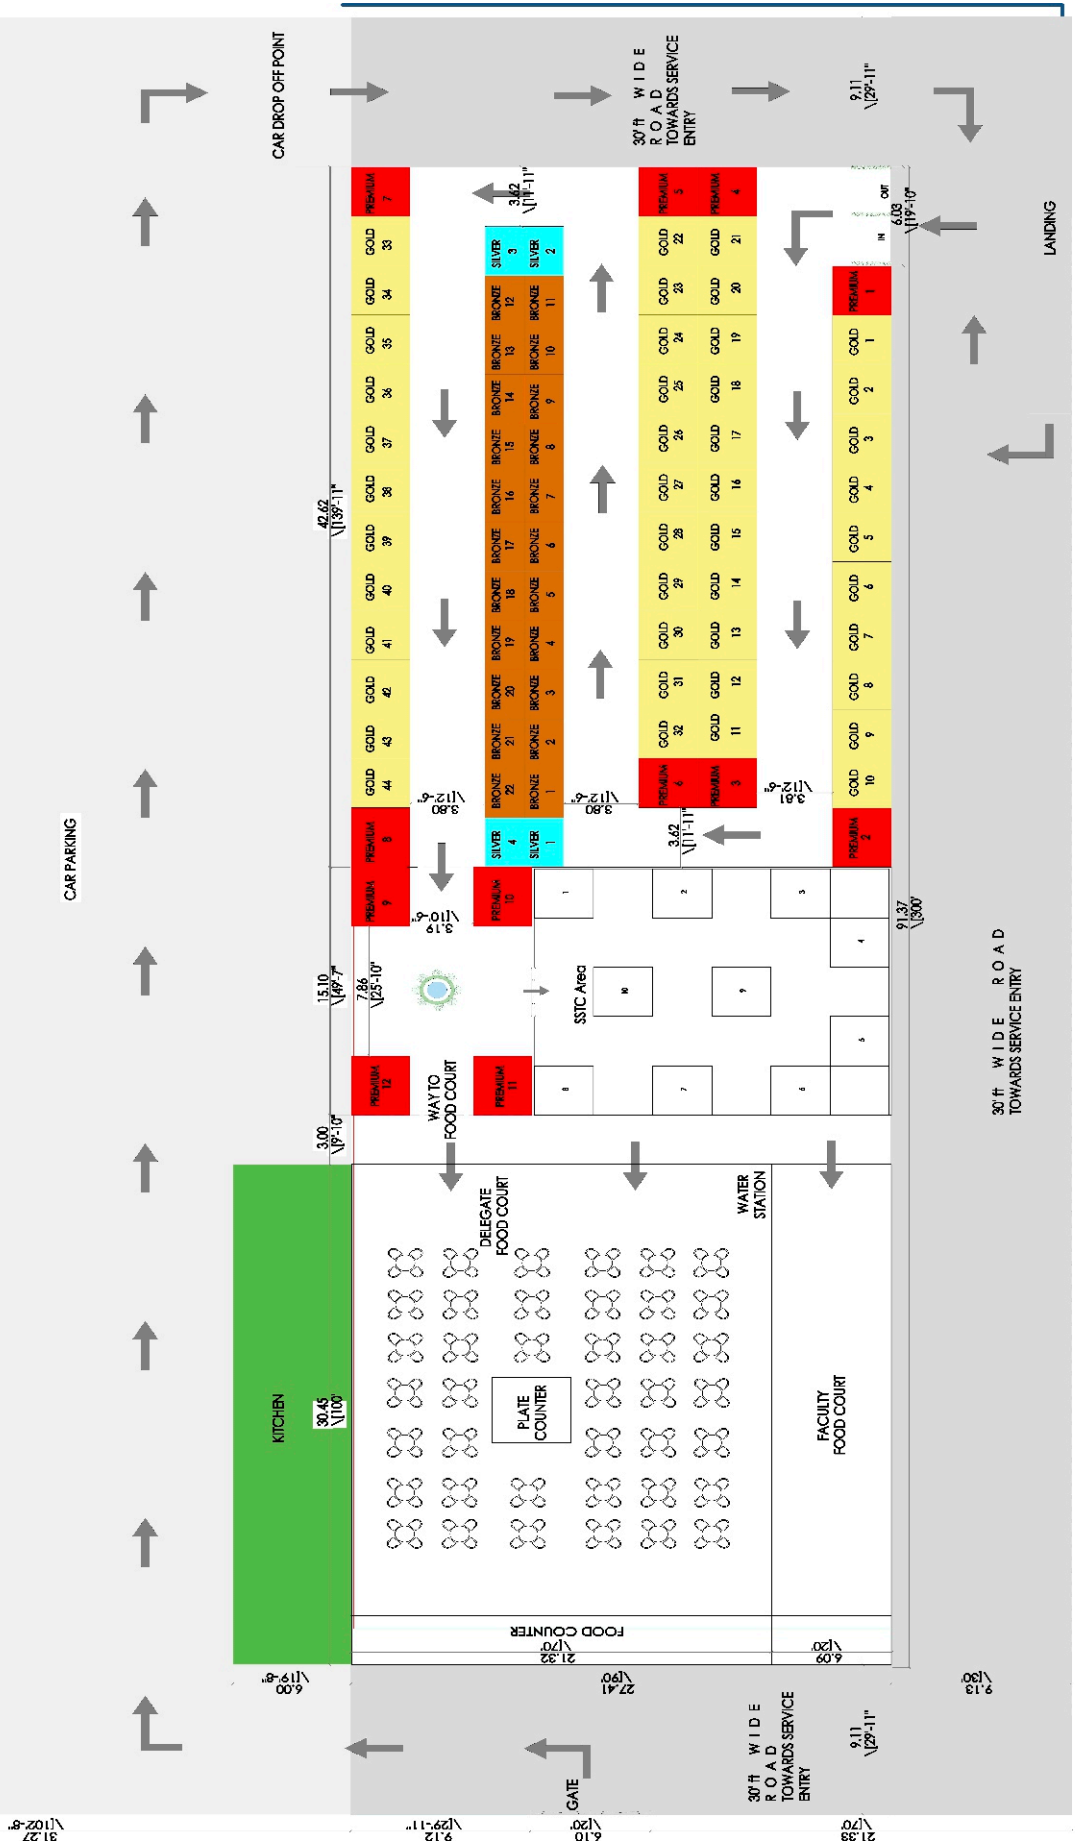 CAR PARKING
CAR DROP OFF POINT
30' ft W I D E
R O A D
TOWARDS SERVICE
ENTRY
9.11
\[29'-11"
LANDING
OUT
IN
6.03
\[19'-10"
3.62
\[11'-11"
42.62
\[139'-11"
PREMIUM
7
GOLD
33
GOLD
34
GOLD
35
GOLD
36
GOLD
37
GOLD
38
GOLD
39
GOLD
40
GOLD
41
GOLD
42
GOLD
43
GOLD
44
PREMIUM
8
PREMIUM
9
SILVER
3
BRONZE
12
BRONZE
13
BRONZE
14
BRONZE
15
BRONZE
16
BRONZE
17
BRONZE
18
BRONZE
19
BRONZE
20
BRONZE
21
BRONZE
22
SILVER
4
SILVER
2
BRONZE
11
BRONZE
10
BRONZE
9
BRONZE
8
BRONZE
7
BRONZE
6
BRONZE
5
BRONZE
4
BRONZE
3
BRONZE
2
BRONZE
1
SILVER
1
PREMIUM
5
GOLD
22
GOLD
23
GOLD
24
GOLD
25
GOLD
26
GOLD
27
GOLD
28
GOLD
29
GOLD
30
GOLD
31
GOLD
32
PREMIUM
6
PREMIUM
4
GOLD
21
GOLD
20
GOLD
19
GOLD
18
GOLD
17
GOLD
16
GOLD
15
GOLD
14
GOLD
13
GOLD
12
GOLD
11
PREMIUM
3
PREMIUM
1
GOLD
1
GOLD
2
GOLD
3
GOLD
4
GOLD
5
GOLD
6
GOLD
7
GOLD
8
GOLD
9
GOLD
10
PREMIUM
2
3.80
\[12'-6"
3.80
\[12'-6"
3.81
\[12'-6"
3.62
\[11'-11"
3.19
\[10'-6"
PREMIUM
10
15.10
\[49'-7"
7.86
\[25'-10"
SSTC Area
1
2
3
4
10
9
8
7
6
5
91.37
\[300'
PREMIUM
12
PREMIUM
11
WAY TO
FOOD COURT
3.00
\[9'-10"
30' ft W I D E R O A D
TOWARDS SERVICE ENTRY
KITCHEN
30.45
\[100'
DELEGATE
FOOD COURT
WATER
STATION
PLATE
COUNTER
FACULTY
FOOD COURT
FOOD COUNTER
21.32
\[70'
6.09
\[20'
6.00
\[19'-8"
27.41
\[90'
9.13
\[30'
30' ft W I D E
R O A D
TOWARDS SERVICE
ENTRY
9.11
\[29'-11"
GATE
31.27
\[102'-8"
9.12
\[29'-11"
6.10
\[20'
21.33
\[70'